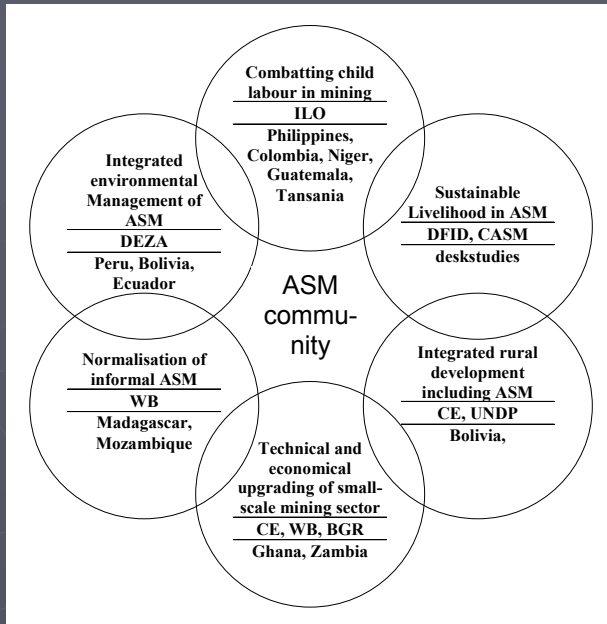 Combatting child
labour in mining
ILO
Philippines,
Colombia, Niger,
Guatemala,
Tansania
Integrated
environmental
Management of
ASM
DEZA
Peru, Bolivia,
Ecuador
Sustainable
Livelihood in ASM
DFID, CASM
deskstudies
ASM
commu-
nity
Normalisation of
informal ASM
WB
Madagascar,
Mozambique
Integrated rural
development
including ASM
CE, UNDP
Bolivia,
Technical and
economical
upgrading of small-
scale mining sector
CE, WB, BGR
Ghana, Zambia